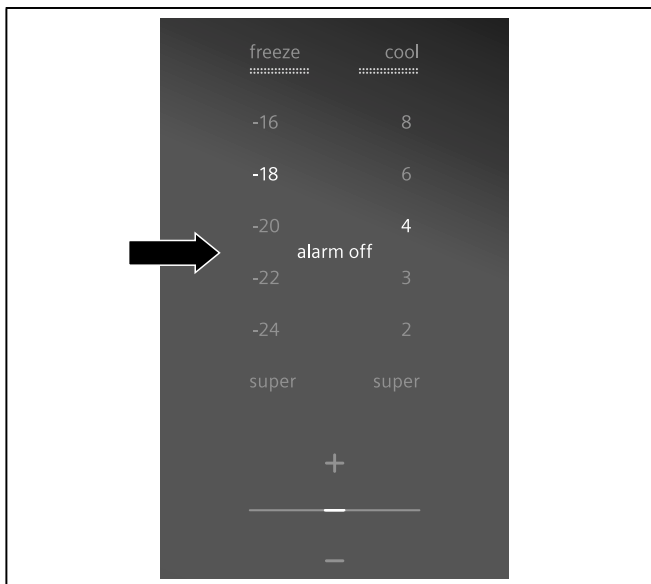 freeze cool
-16 8
-18 6
-20 4
alarm off
-22 3
-24 2
super super
+
−